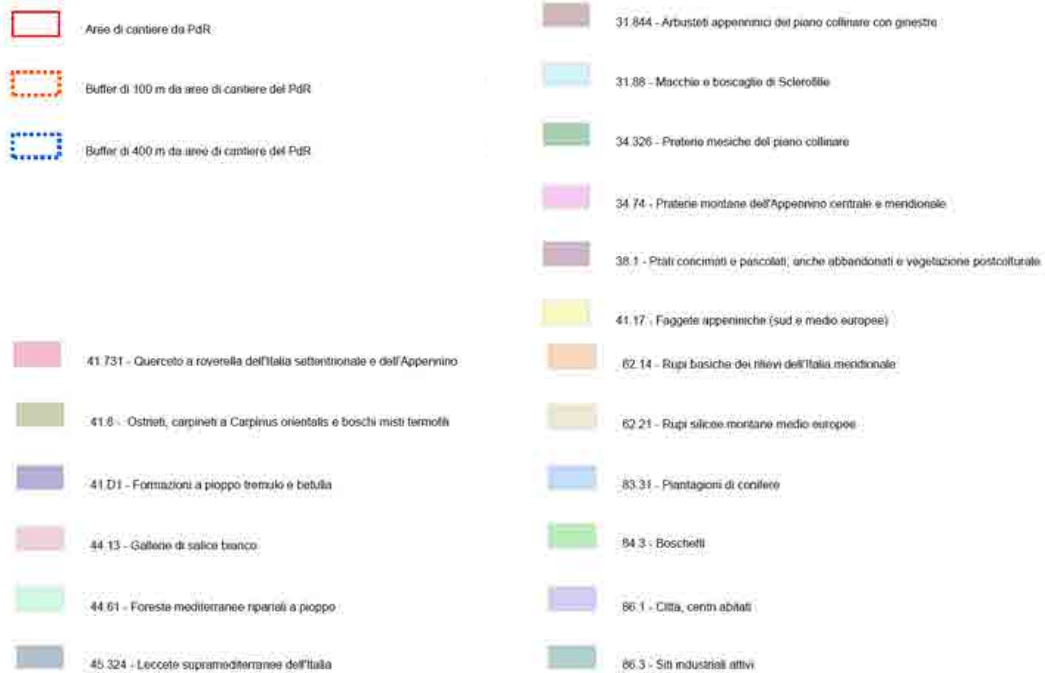 Aree di cantiere da PdR
Buffer di 100 m da aree di cantiere del PdR
Buffer di 400 m da aree di cantiere del PdR
41.731 - Querceto a roverella dell'Italia settentrionale e dell'Appennino
41.8 - Ostrieti, carpineti a Carpinus orientalis e boschi misti termofili
41.D1 - Formazioni a pioppo tremulo e betulla
44.13 - Gallerie di salice bianco
44.61 - Foreste mediterranee ripariali a pioppo
45.324 - Leccete supramediterranee dell'Italia
31.844 - Arbusteti appenninici del piano collinare con ginestre
31.88 - Macchie e boscaglie di Sclerofille
34.326 - Praterie mesiche del piano collinare
34.74 - Praterie montane dell'Appennino centrale e meridionale
38.1 - Prati concimati e pascolati; anche abbandonati e vegetazione postcolturale
41.17 - Faggete appeniniche (sud e medio europee)
62.14 - Rupi basiche dei rilievi dell'Italia meridionale
62.21 - Rupi silicee montane medio europee
83.31 - Piantagioni di conifere
84.3 - Boschetti
86.1 - Citta, centri abitati
86.3 - Siti industriali attivi